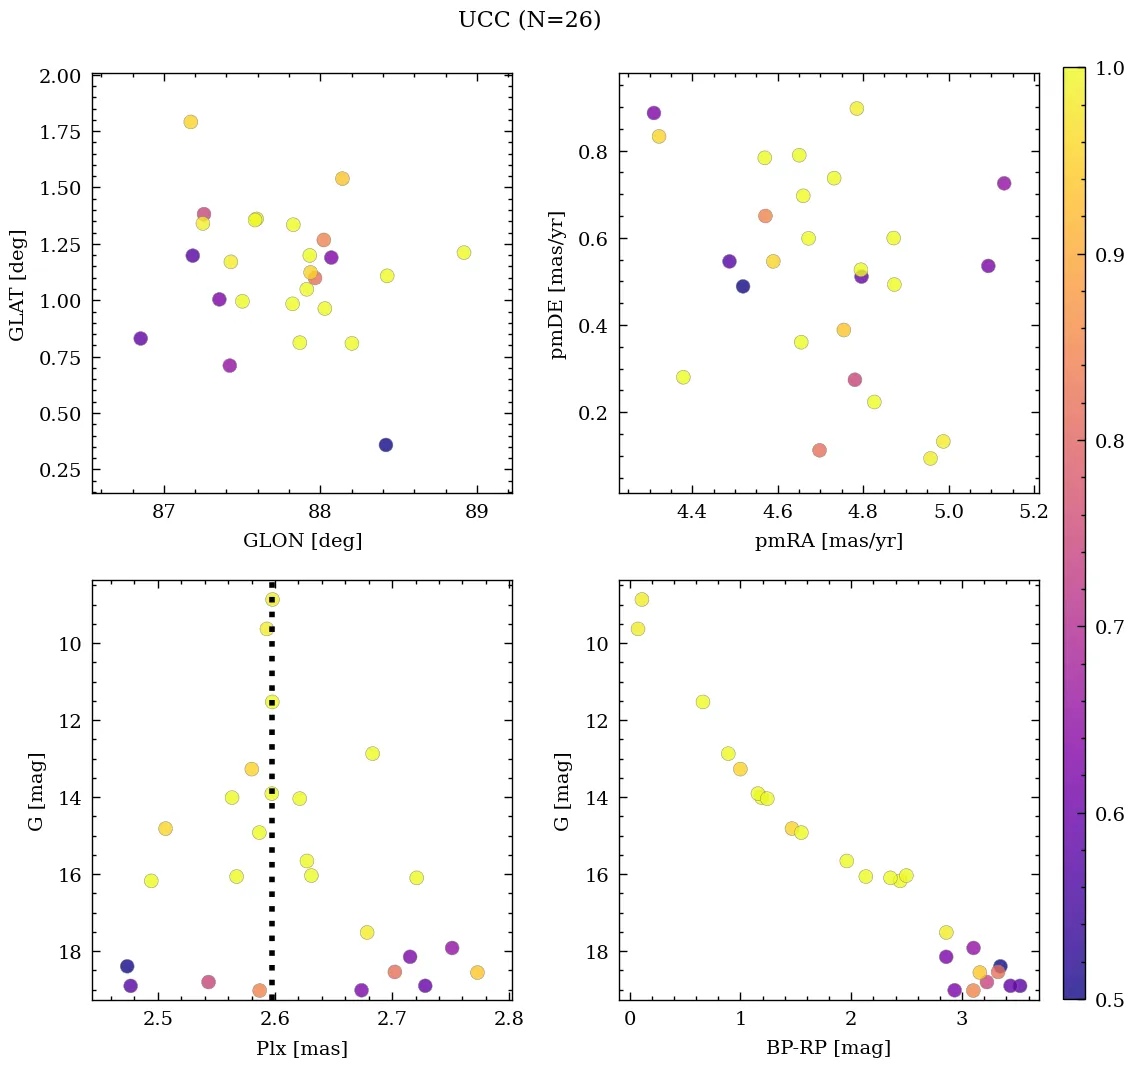 UCC (N=26)
2.00
1.75
1.50
1.25
1.00
0.75
0.50
0.25
GLAT [deg]
87 88 89
GLON [deg]
0.8
0.6
0.4
0.2
pmDE [mas/yr]
4.4 4.6 4.8 5.0 5.2
pmRA [mas/yr]
10
12
14
16
18
G [mag]
2.5 2.6 2.7 2.8
Plx [mas]
10
12
14
16
18
G [mag]
0 1 2 3
BP-RP [mag]
1.0
0.9
0.8
0.7
0.6
0.5